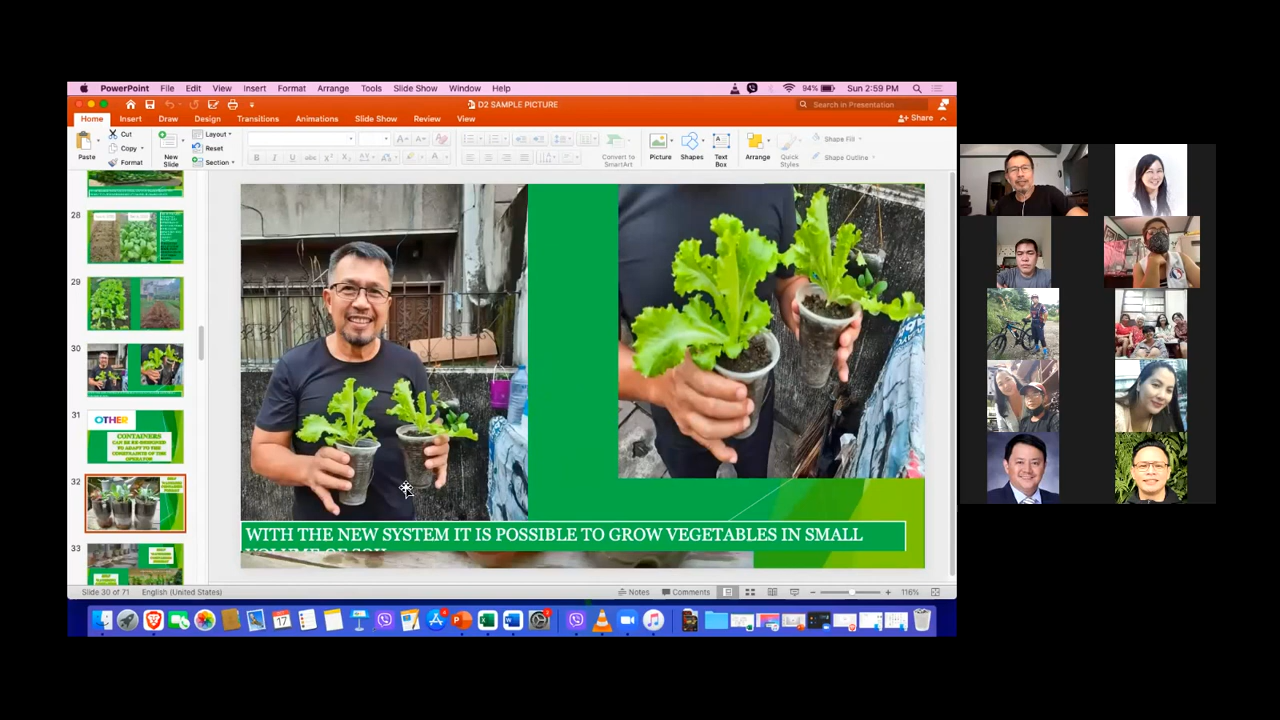 PowerPoint File Edit View Insert Format Arrange Tools Slide Show Window Help 94% Sun 2:59 PM
D2 SAMPLE PICTURE Search in Presentation
Home Insert Draw Design Transitions Animations Slide Show Review View Share
Paste Cut Copy Format New Slide Layout Reset Section Convert to SmartArt Picture Shapes Text Box Arrange Quick Styles Shape Fill Shape Outline
28
29
30
31
OTHER
CONTAINERS
CAN BE RE-DESIGNED
TO ADAPT TO THE
CONSTRAINTS OF THE
OPERATOR
32
33
WITH THE NEW SYSTEM IT IS POSSIBLE TO GROW VEGETABLES IN SMALL
VOLUME OF SOIL
Slide 30 of 71 English (United States) Notes Comments 116%
17